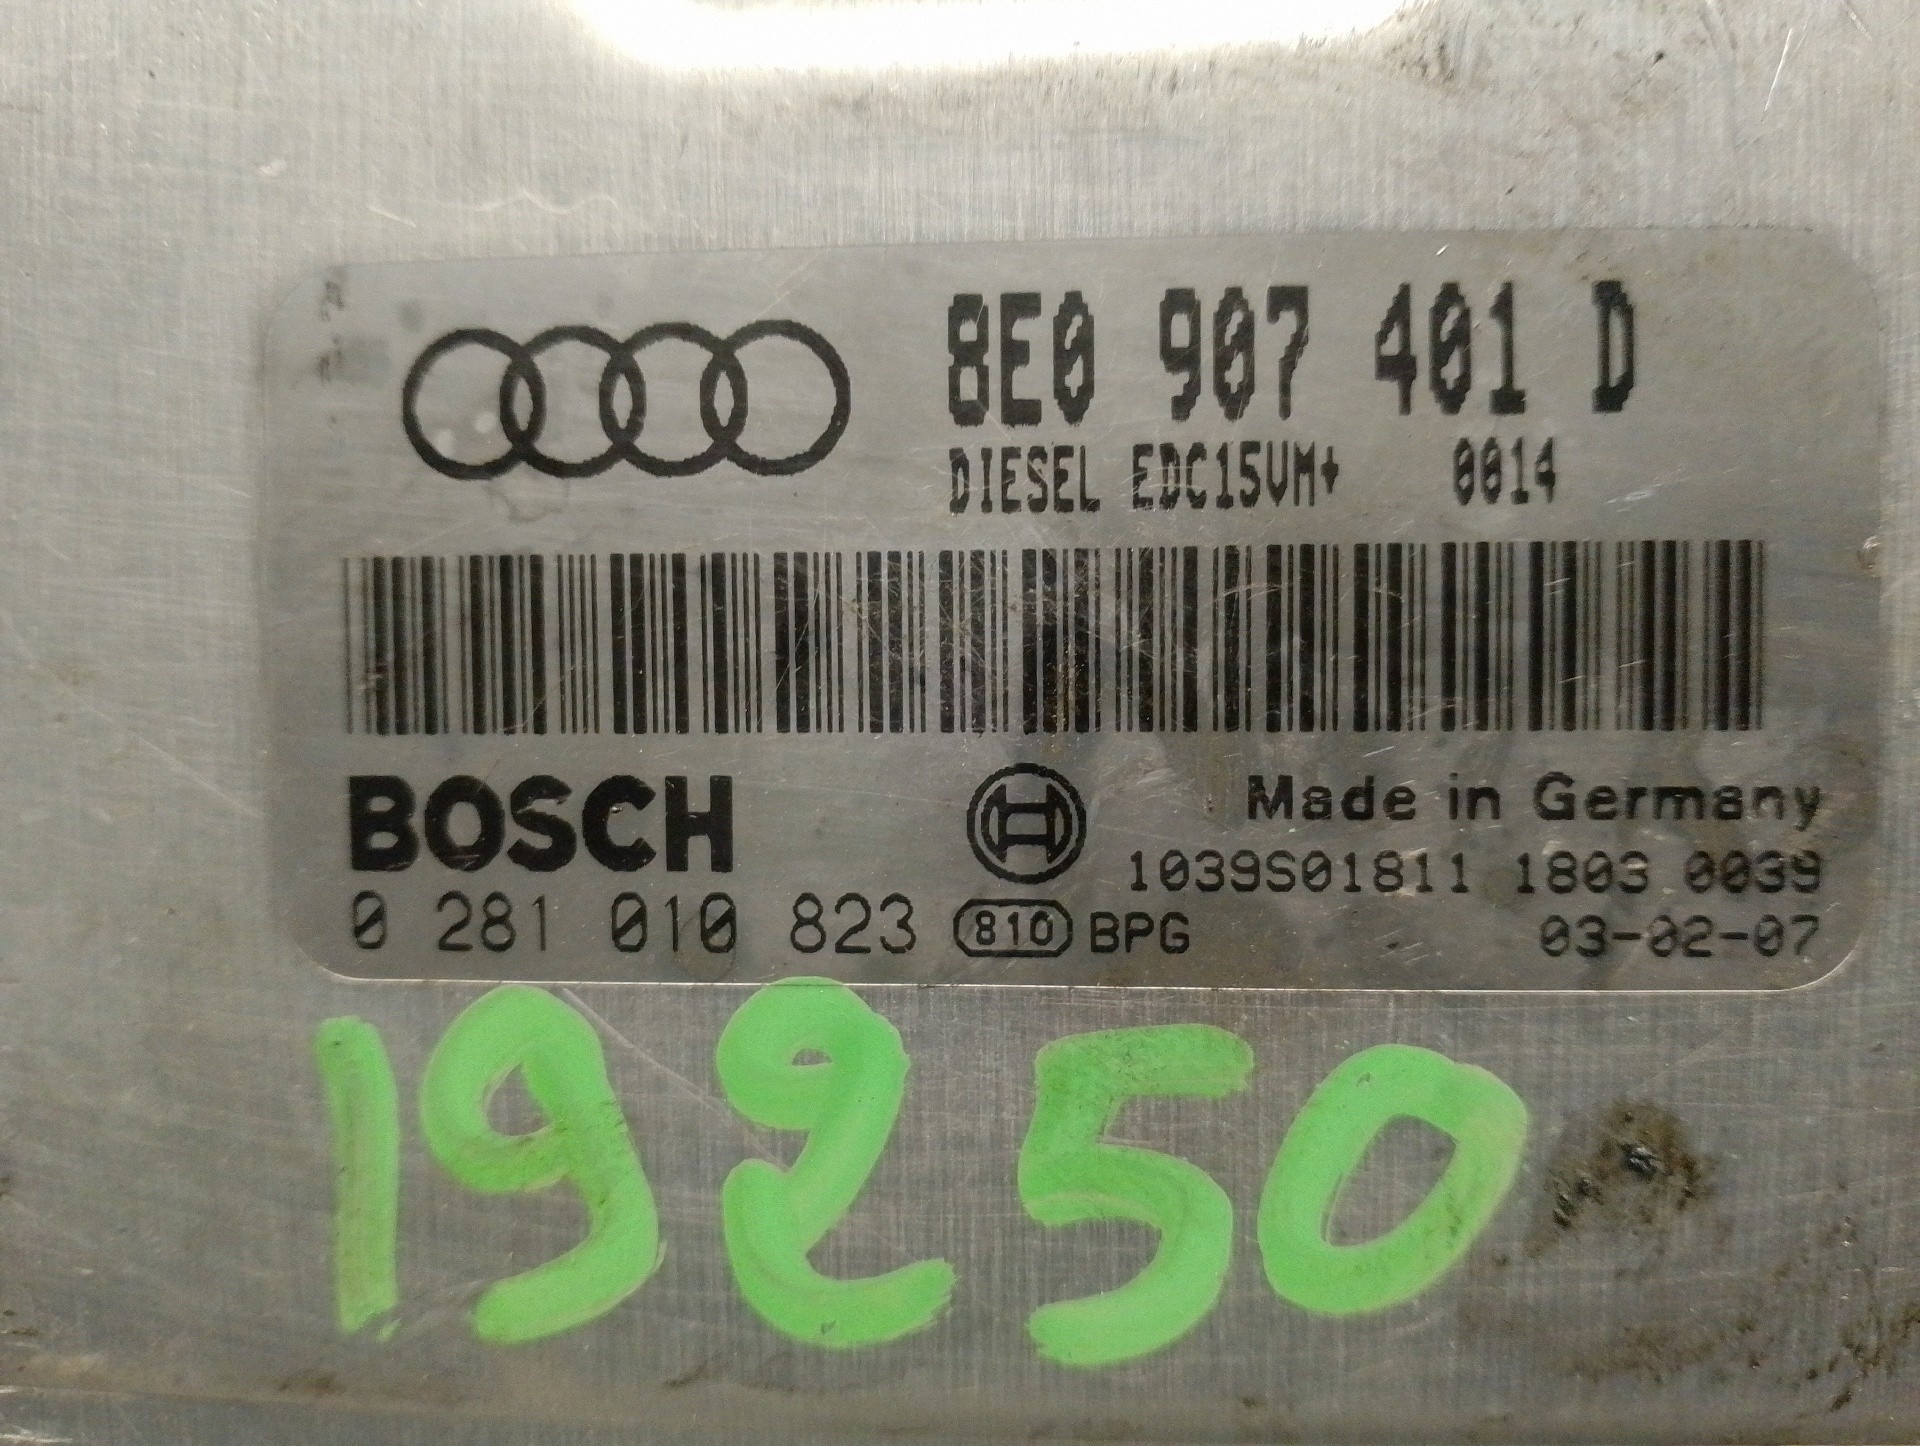 8E0 907 401 D
DIESEL EDC15VM+ 0014
BOSCH
Made in Germany
1039S01811 1803 0039
0 281 010 823 810 BPG 03-02-07
19250